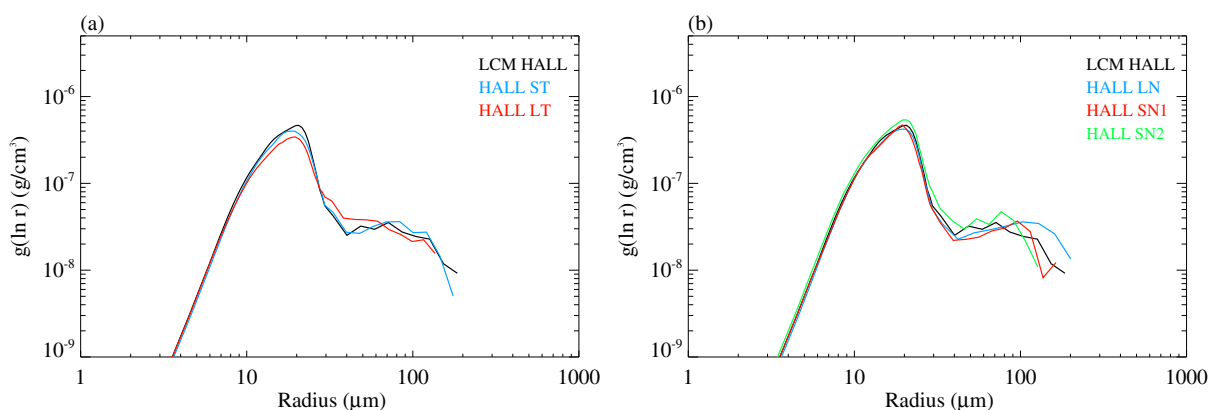 (a)
LCM HALL
HALL ST
HALL LT
10⁻⁶
10⁻⁷
10⁻⁸
10⁻⁹
g(ln r) (g/cm³)
1 10 100 1000
Radius (μm)
(b)
LCM HALL
HALL LN
HALL SN1
HALL SN2
10⁻⁶
10⁻⁷
10⁻⁸
10⁻⁹
g(ln r) (g/cm³)
1 10 100 1000
Radius (μm)